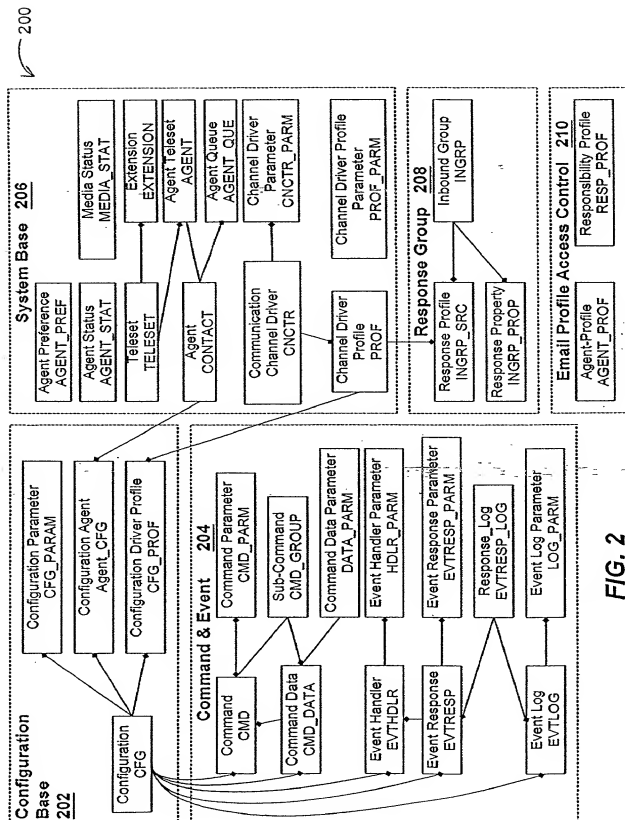 200
Configuration
Base
202
Configuration
CFG
Configuration Parameter
CFG_PARAM
Configuration Agent
Agent_CFG
Configuration Driver Profile
CFG_PROF
Command & Event 204
Command
CMD
Command Parameter
CMD_PARM
Sub-Command
CMD_GROUP
Command Data
CMD_DATA
Command Data Parameter
DATA_PARM
Event Handler
EVTHDLR
Event Handler Parameter
HDLR_PARM
Event Response
EVTRESP
Event Response Parameter
EVTRESP_PARM
Response_Log
EVTRESP_LOG
Event Log
EVTLOG
Event Log Parameter
LOG_PARM
System Base 206
Agent Preference
AGENT_PREF
Media Status
MEDIA_STAT
Agent Status
AGENT_STAT
Teleset
TELESET
Extension
EXTENSION
Agent Teleset
AGENT
Agent
CONTACT
Agent Queue
AGENT_QUE
Communication
Channel Driver
CNCTR
Channel Driver
Parameter
CNCTR_PARM
Channel Driver
Profile
PROF
Channel Driver Profile
Parameter
PROF_PARM
Response Group
208
Response Profile
INGRP_SRC
Inbound Group
INGRP
Response Property
INGRP_PROP
Email Profile Access Control 210
Agent-Profile
AGENT_PROF
Responsibility Profile
RESP_PROF
FIG. 2